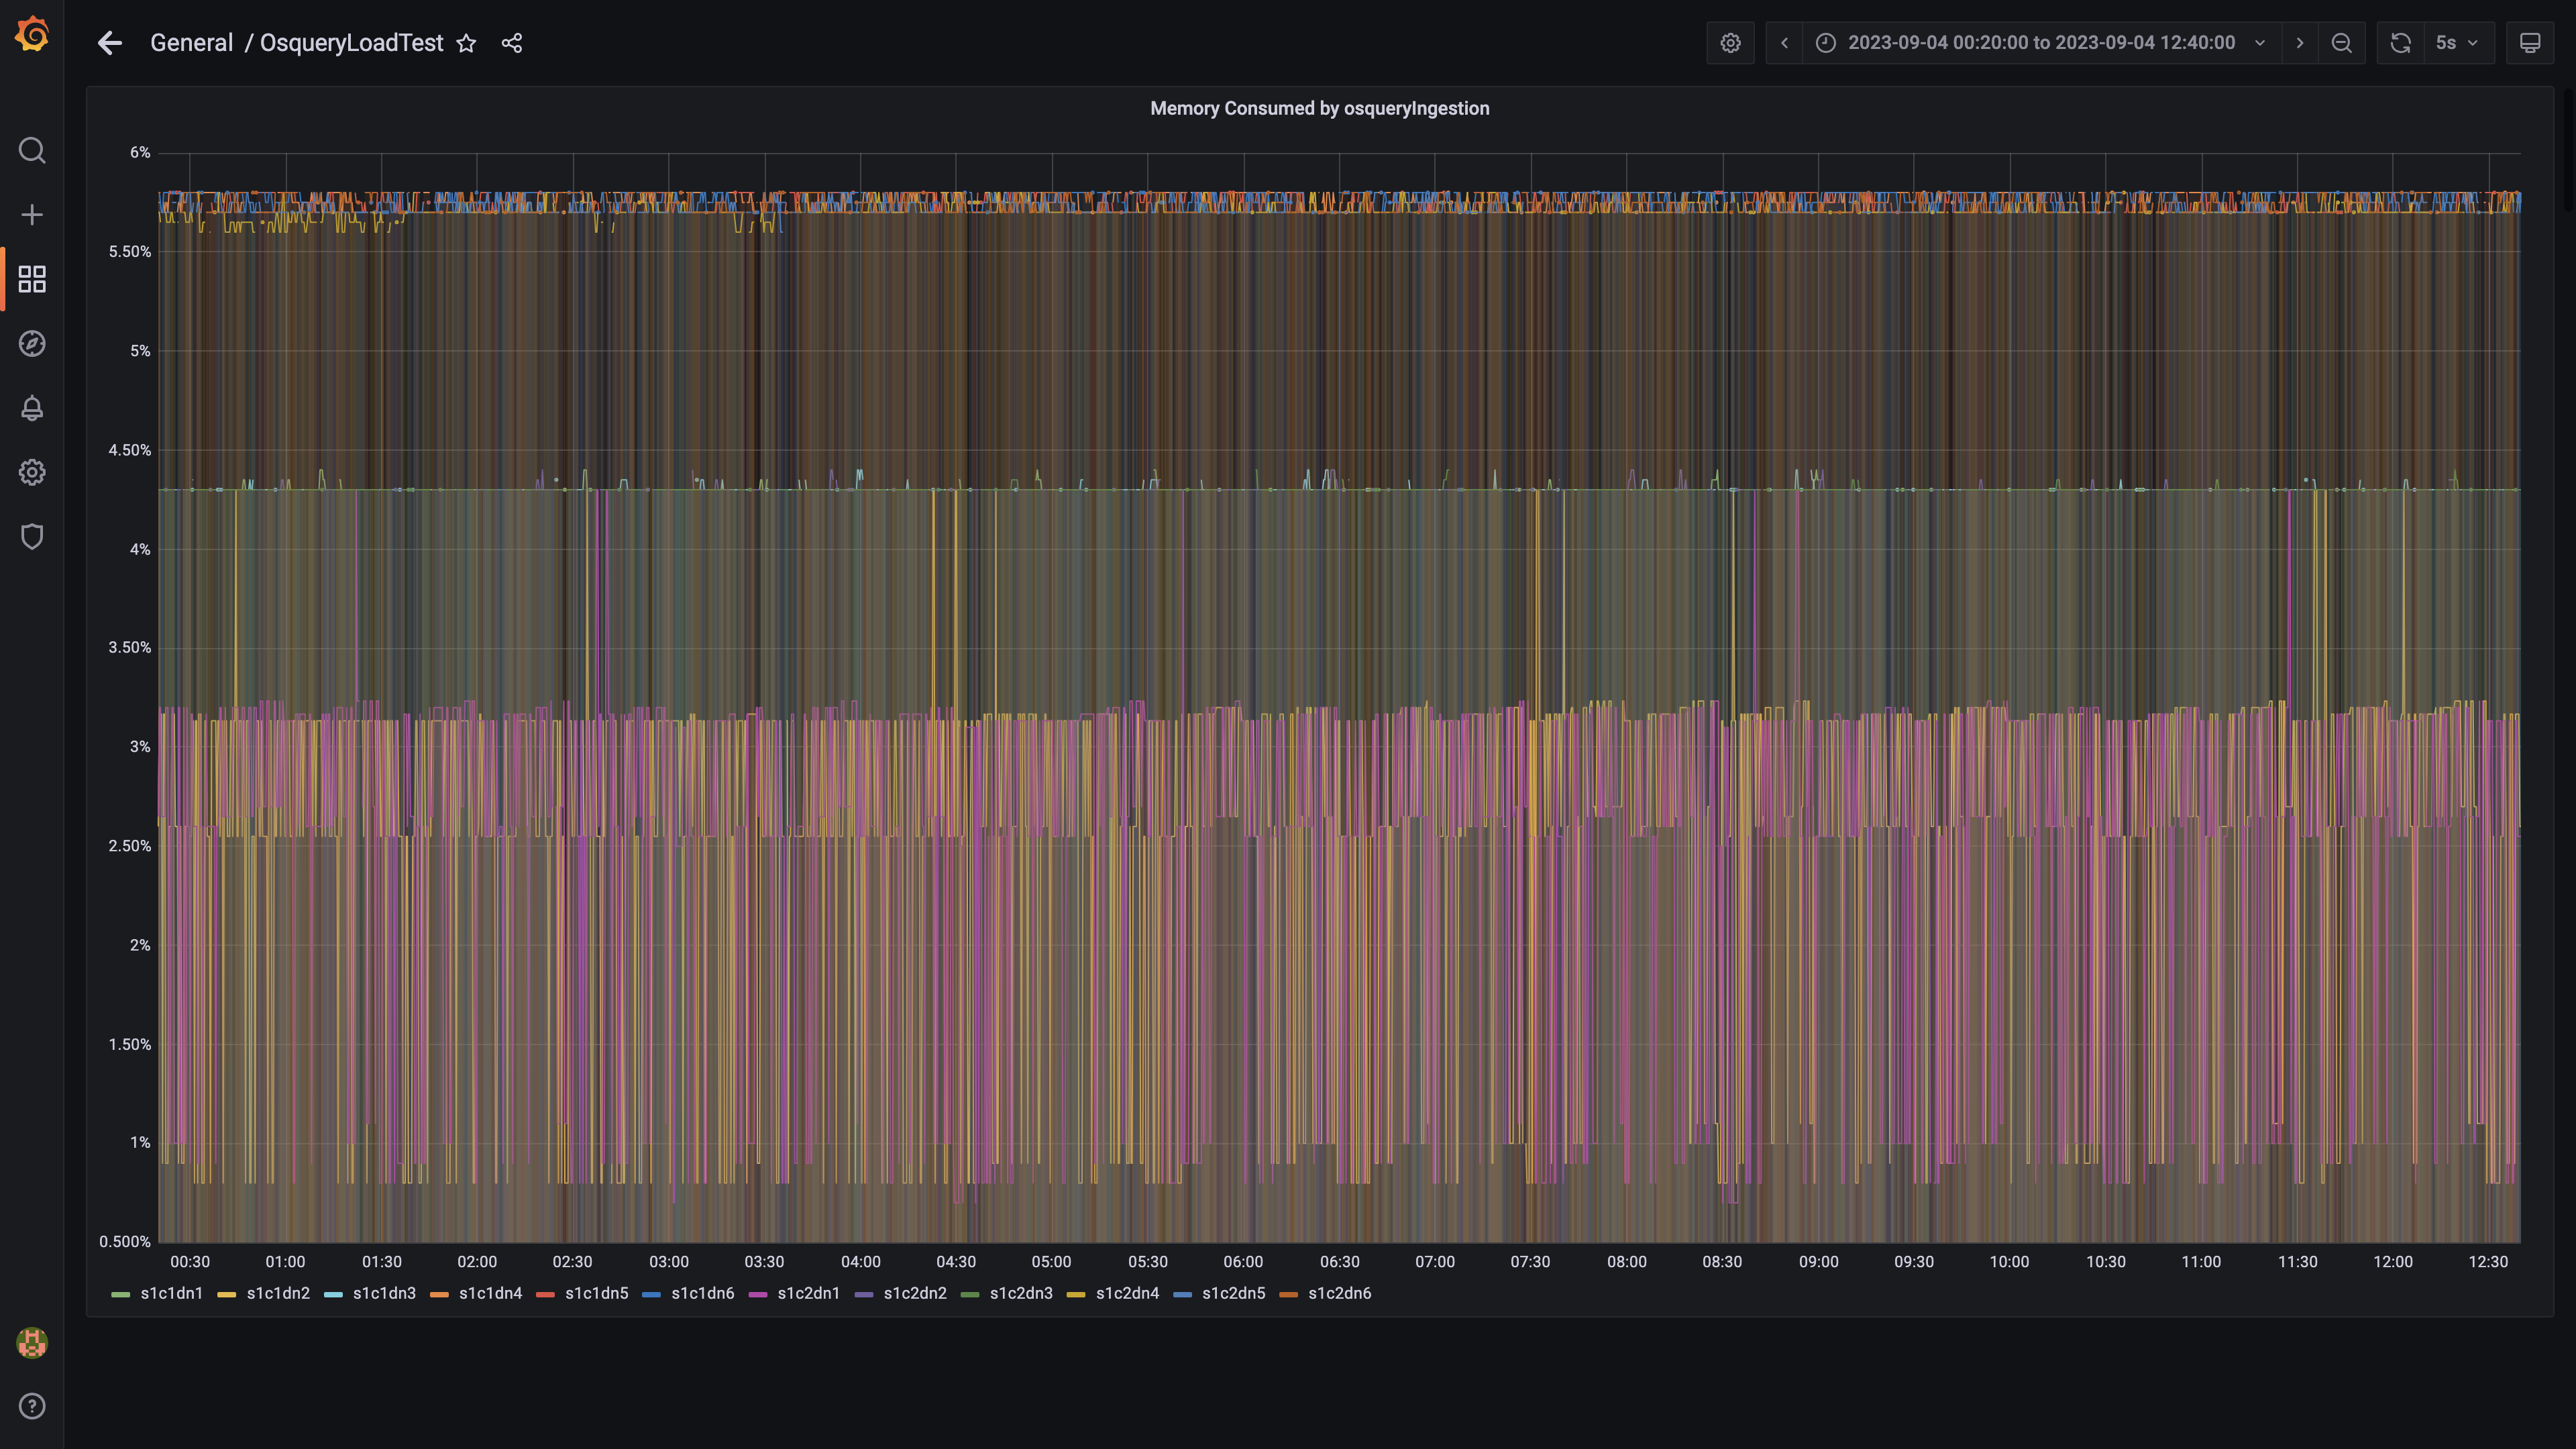 General / OsqueryLoadTest
2023-09-04 00:20:00 to 2023-09-04 12:40:00
5s
Memory Consumed by osqueryIngestion
6%
5.50%
5%
4.50%
4%
3.50%
3%
2.50%
2%
1.50%
1%
0.500%
00:30 01:00 01:30 02:00 02:30 03:00 03:30 04:00 04:30 05:00 05:30 06:00 06:30 07:00 07:30 08:00 08:30 09:00 09:30 10:00 10:30 11:00 11:30 12:00 12:30
s1c1dn1 s1c1dn2 s1c1dn3 s1c1dn4 s1c1dn5 s1c1dn6 s1c2dn1 s1c2dn2 s1c2dn3 s1c2dn4 s1c2dn5 s1c2dn6